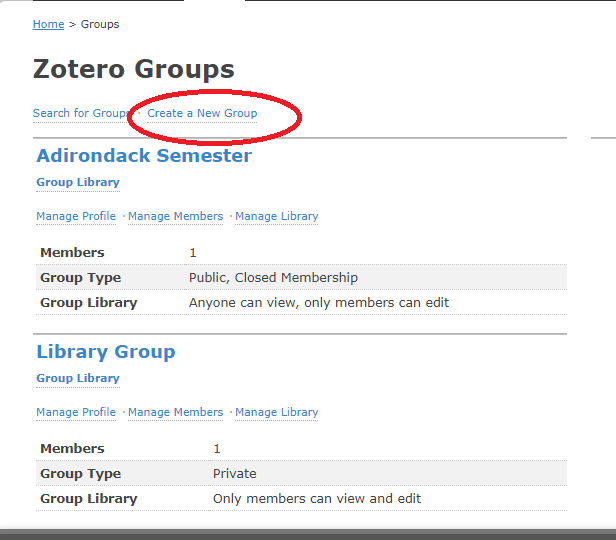 Home > Groups
Zotero Groups
Search for Groups · Create a New Group
Adirondack Semester
Group Library
Manage Profile · Manage Members · Manage Library
Members 1
Group Type Public, Closed Membership
Group Library Anyone can view, only members can edit
Library Group
Group Library
Manage Profile · Manage Members · Manage Library
Members 1
Group Type Private
Group Library Only members can view and edit